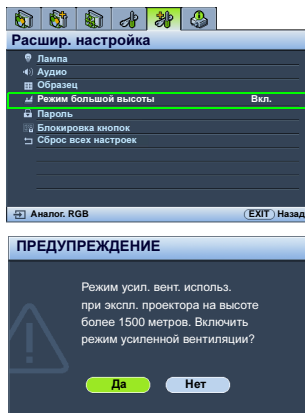 Расшир. настройка
Лампа
Аудио
Образец
Режим большой высоты Вкл.
Пароль
Блокировка кнопок
Сброс всех настроек
Аналог. RGB EXIT Назад
ПРЕДУПРЕЖДЕНИЕ
Режим усил. вент. использ.
при экспл. проектора на высоте
более 1500 метров. Включить
режим усиленной вентиляции?
Да Нет